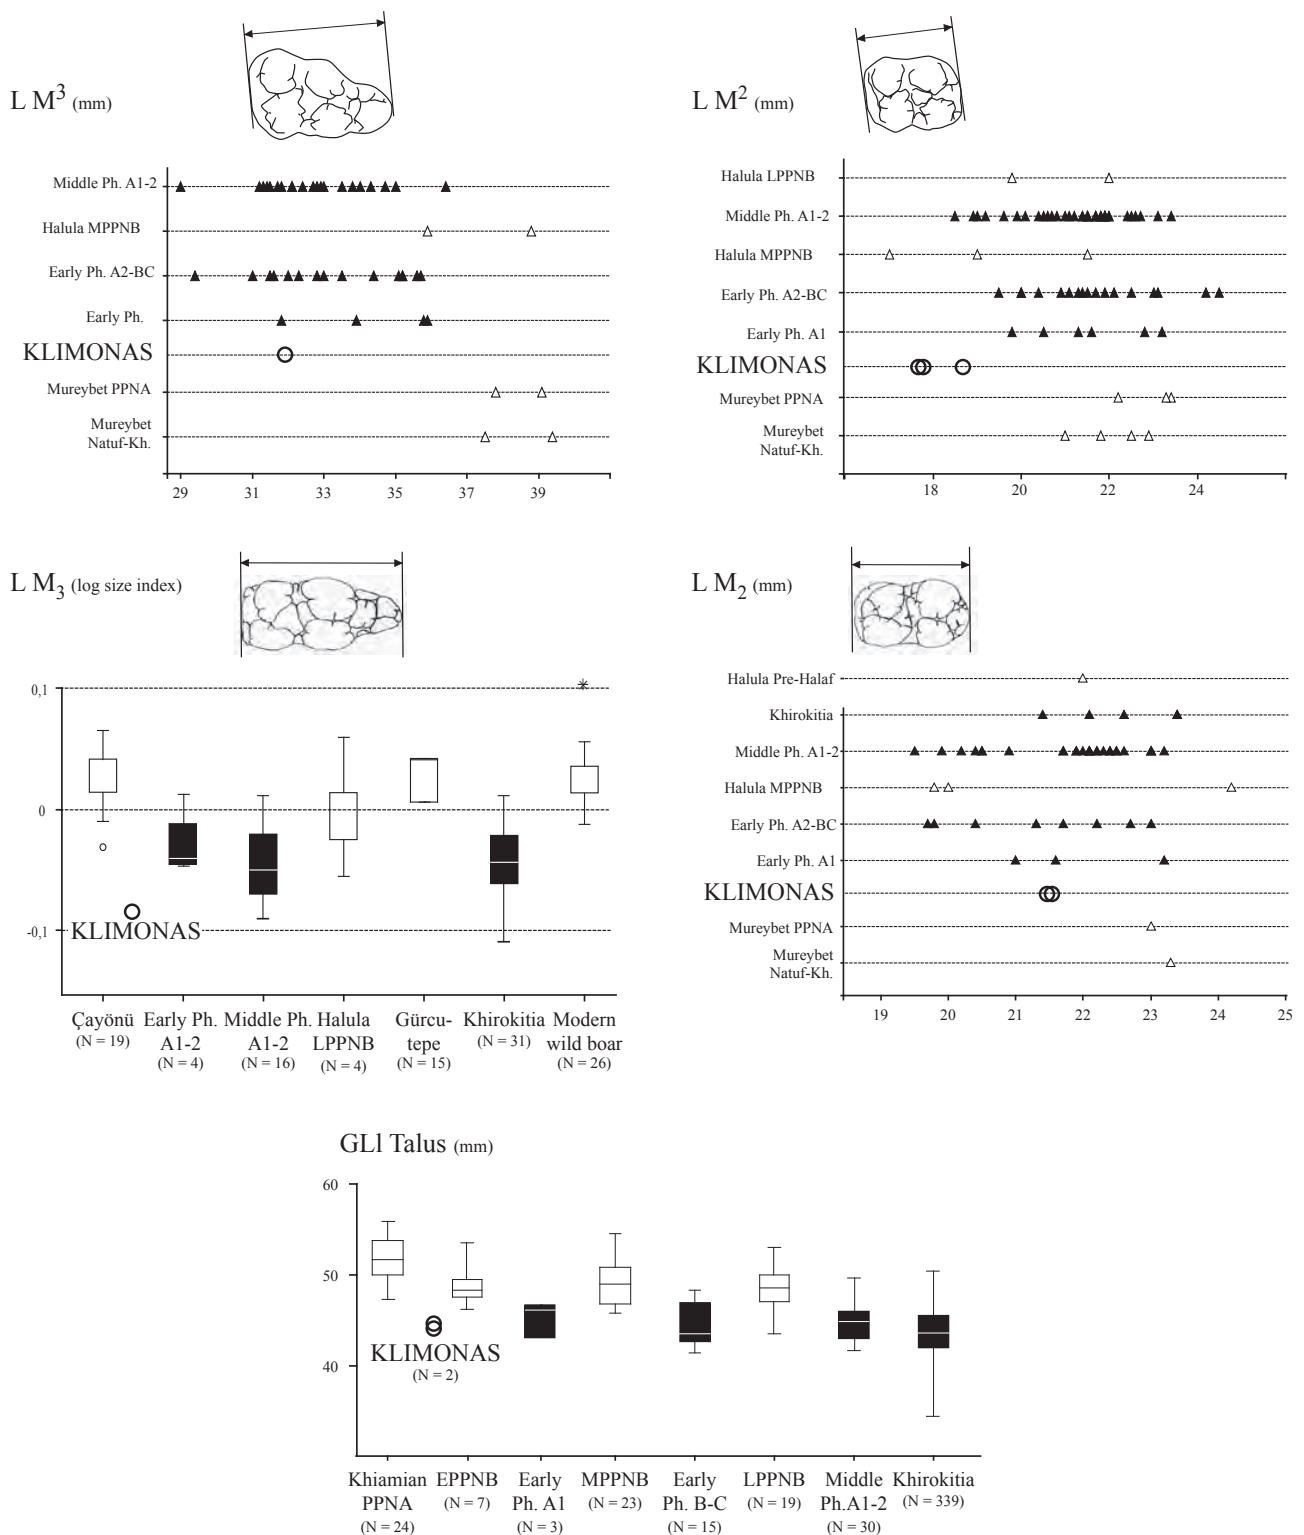 L M³ (mm)
Middle Ph. A1-2
Halula MPPNB
Early Ph. A2-BC
Early Ph.
KLIMONAS
Mureybet PPNA
Mureybet
Natuf-Kh.
29 31 33 35 37 39
L M² (mm)
Halula LPPNB
Middle Ph. A1-2
Halula MPPNB
Early Ph. A2-BC
Early Ph. A1
KLIMONAS
Mureybet PPNA
Mureybet
Natuf-Kh.
18 20 22 24
L M₃ (log size index)
0,1
0
-0,1
KLIMONAS
Çayönü Early Ph. Middle Ph. Halula Gürcu- Khirokitia Modern
(N = 19) A1-2 A1-2 LPPNB tepe (N = 31) wild boar
(N = 4) (N = 16) (N = 4) (N = 15) (N = 26)
L M₂ (mm)
Halula Pre-Halaf
Khirokitia
Middle Ph. A1-2
Halula MPPNB
Early Ph. A2-BC
Early Ph. A1
KLIMONAS
Mureybet PPNA
Mureybet
Natuf-Kh.
19 20 21 22 23 24 25
GLl Talus (mm)
60
50
40
KLIMONAS
(N = 2)
Khiamian EPPNB Early MPPNB Early LPPNB Middle Khirokitia
PPNA (N = 7) Ph. A1 (N = 23) Ph. B-C (N = 19) Ph.A1-2 (N = 339)
(N = 24) (N = 3) (N = 15) (N = 30)